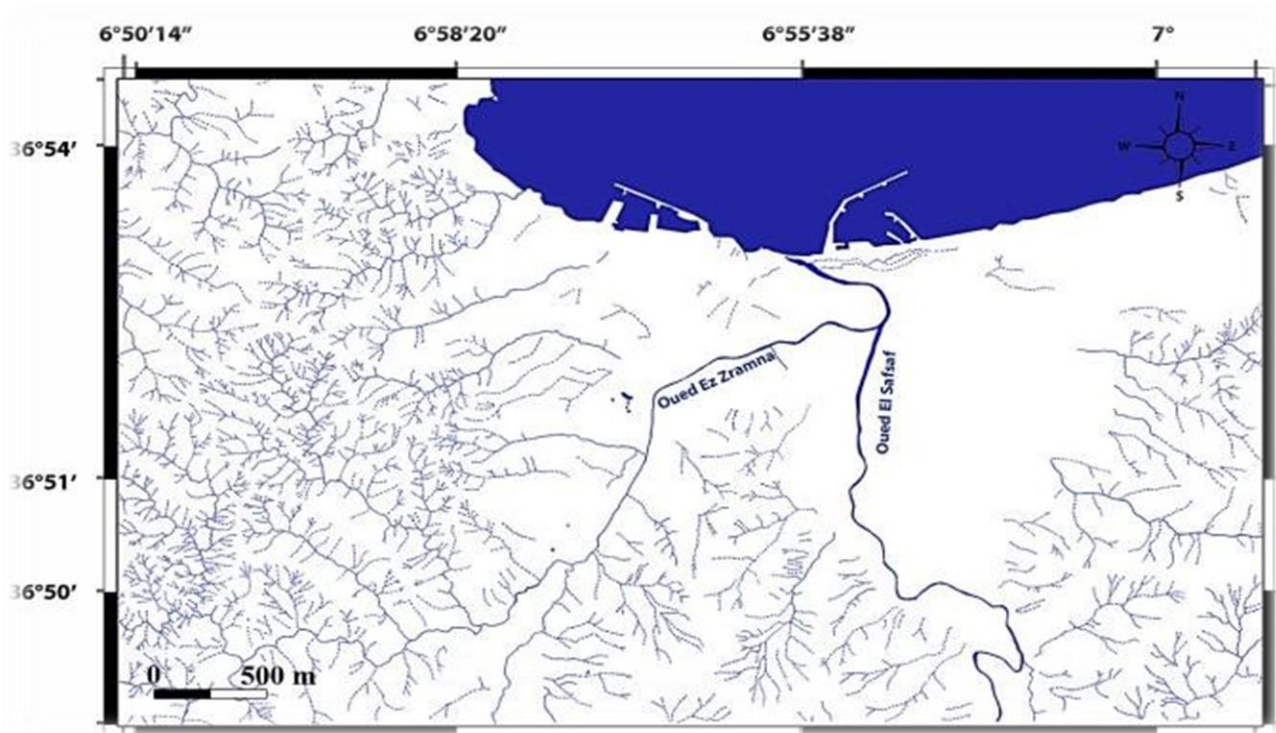 6°50′14″ 6°58′20″ 6°55′38″ 7°
36°54′
N
W E
S
Oued Ez Zramna
Oued El Safsaf
36°51′
36°50′
0 500 m